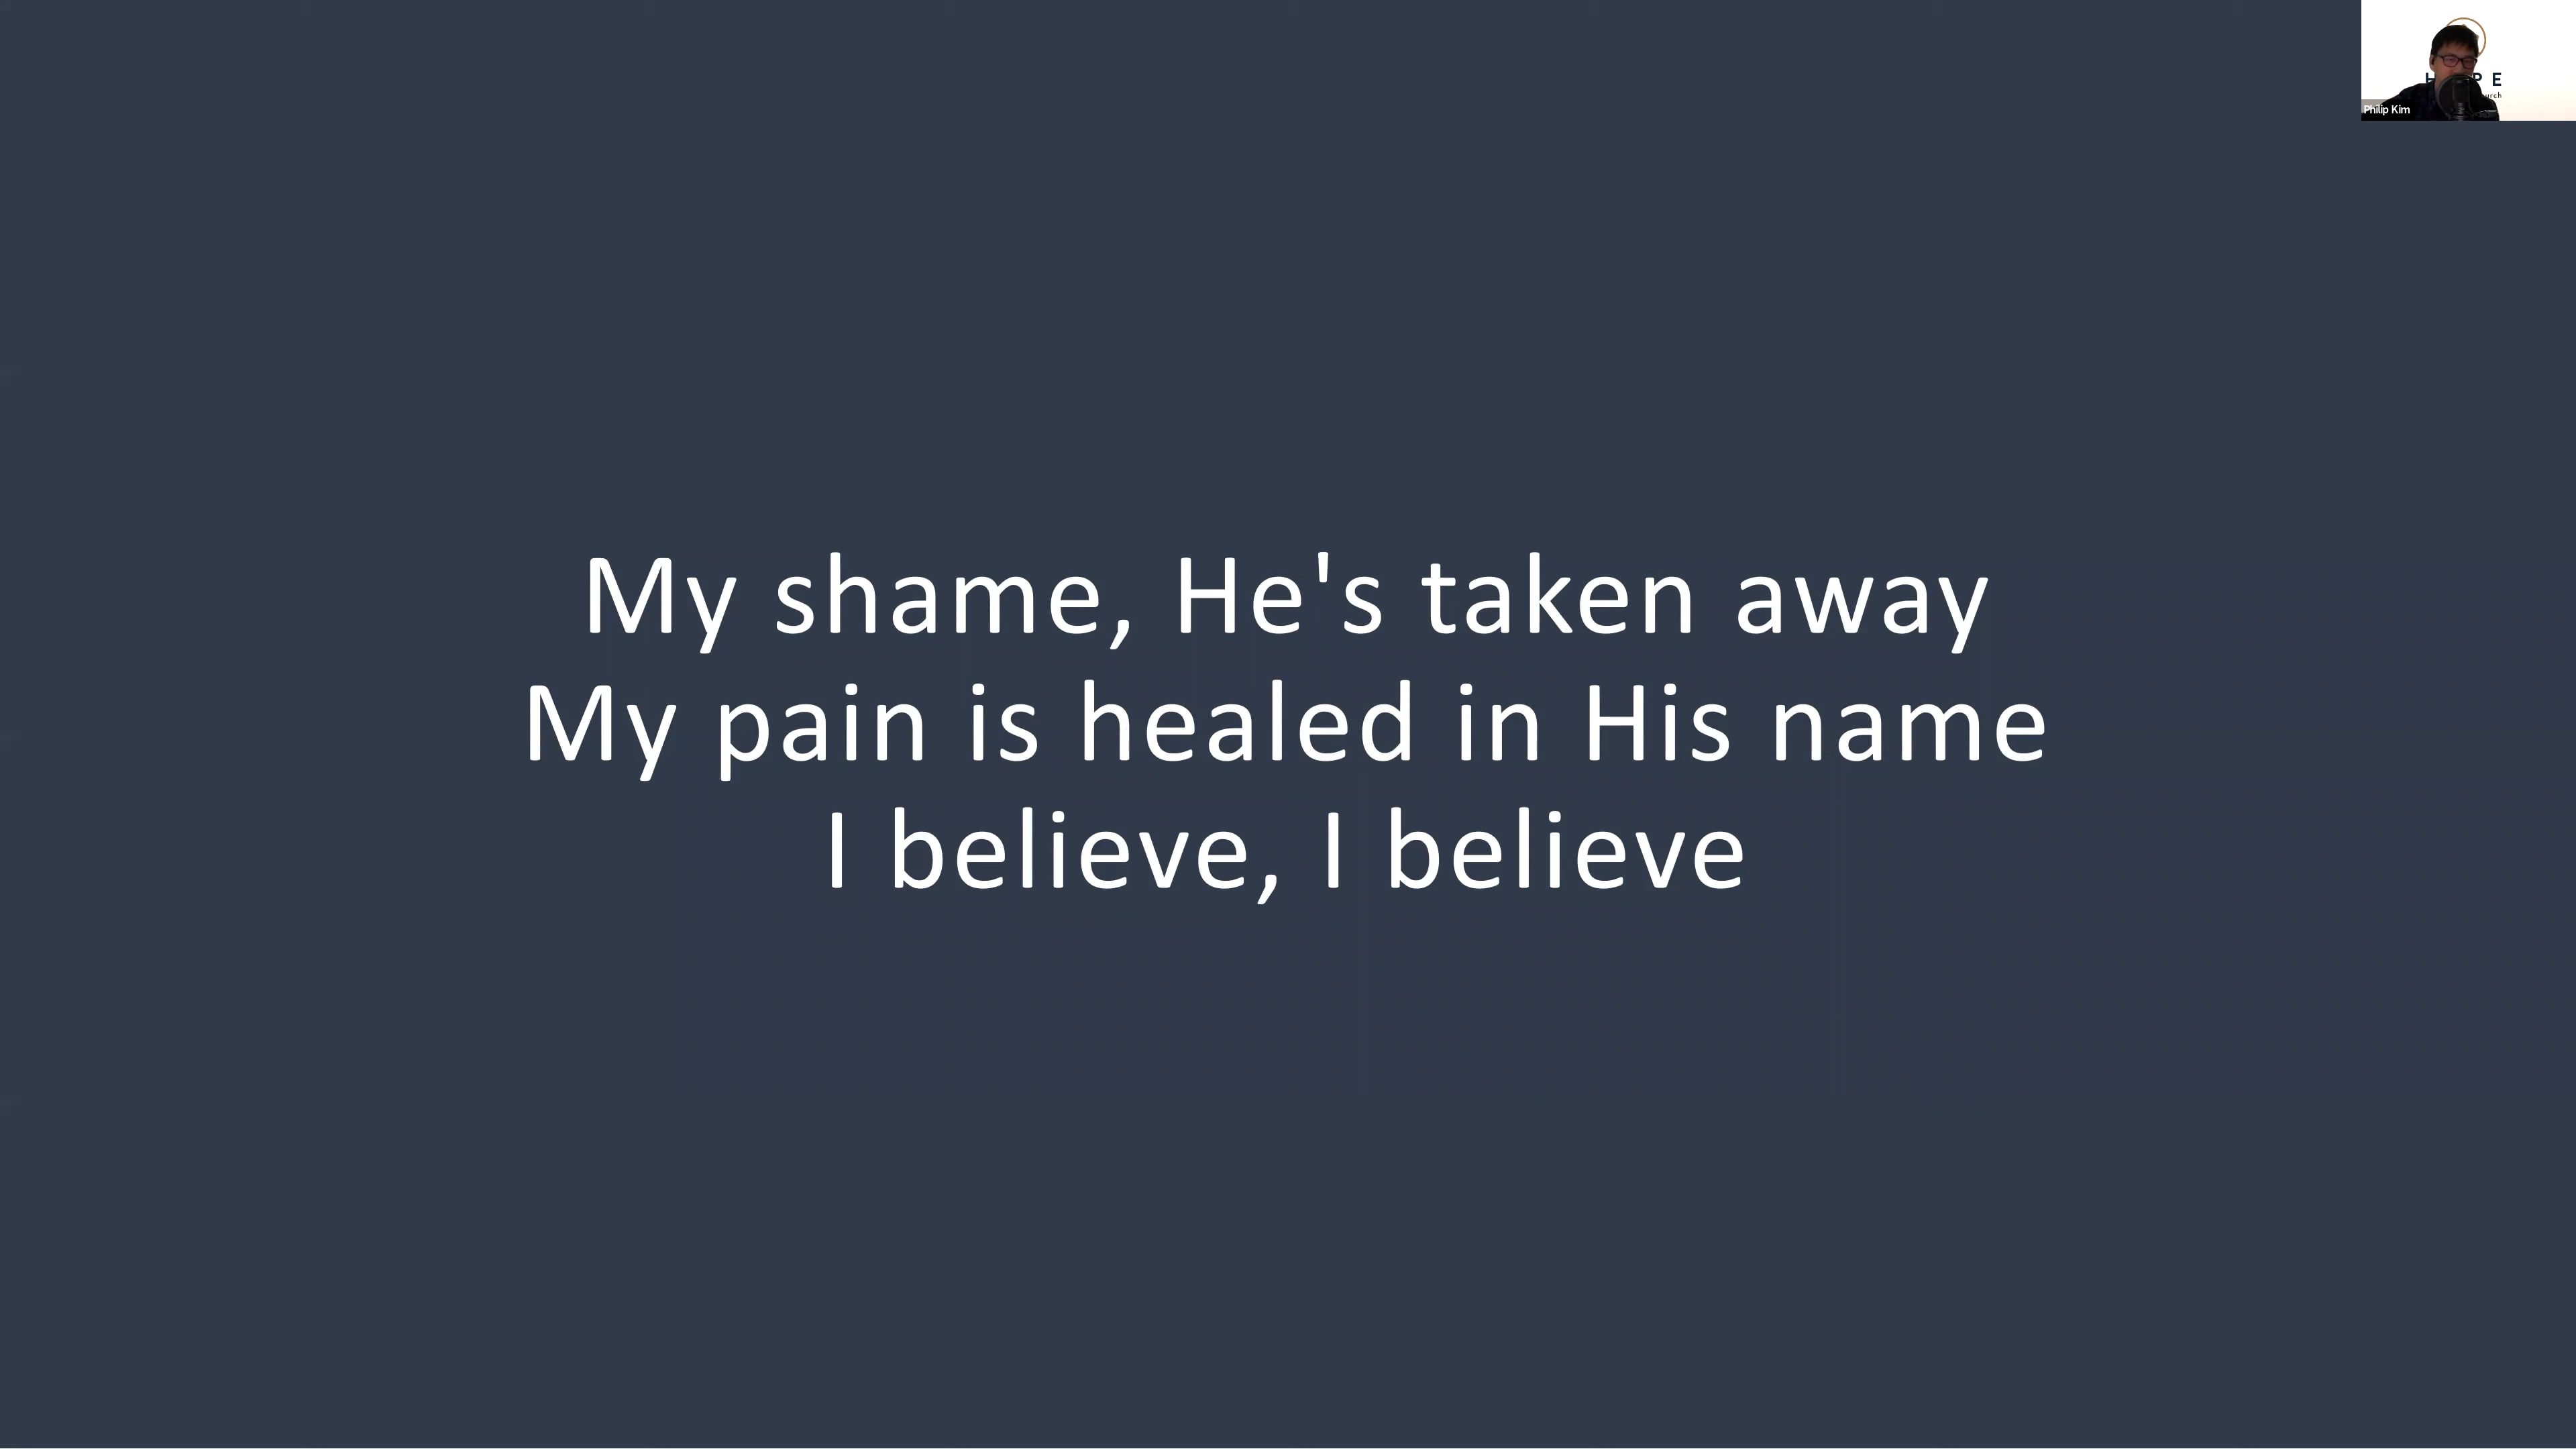 My shame, He's taken away
My pain is healed in His name
I believe, I believe
Philip Kim